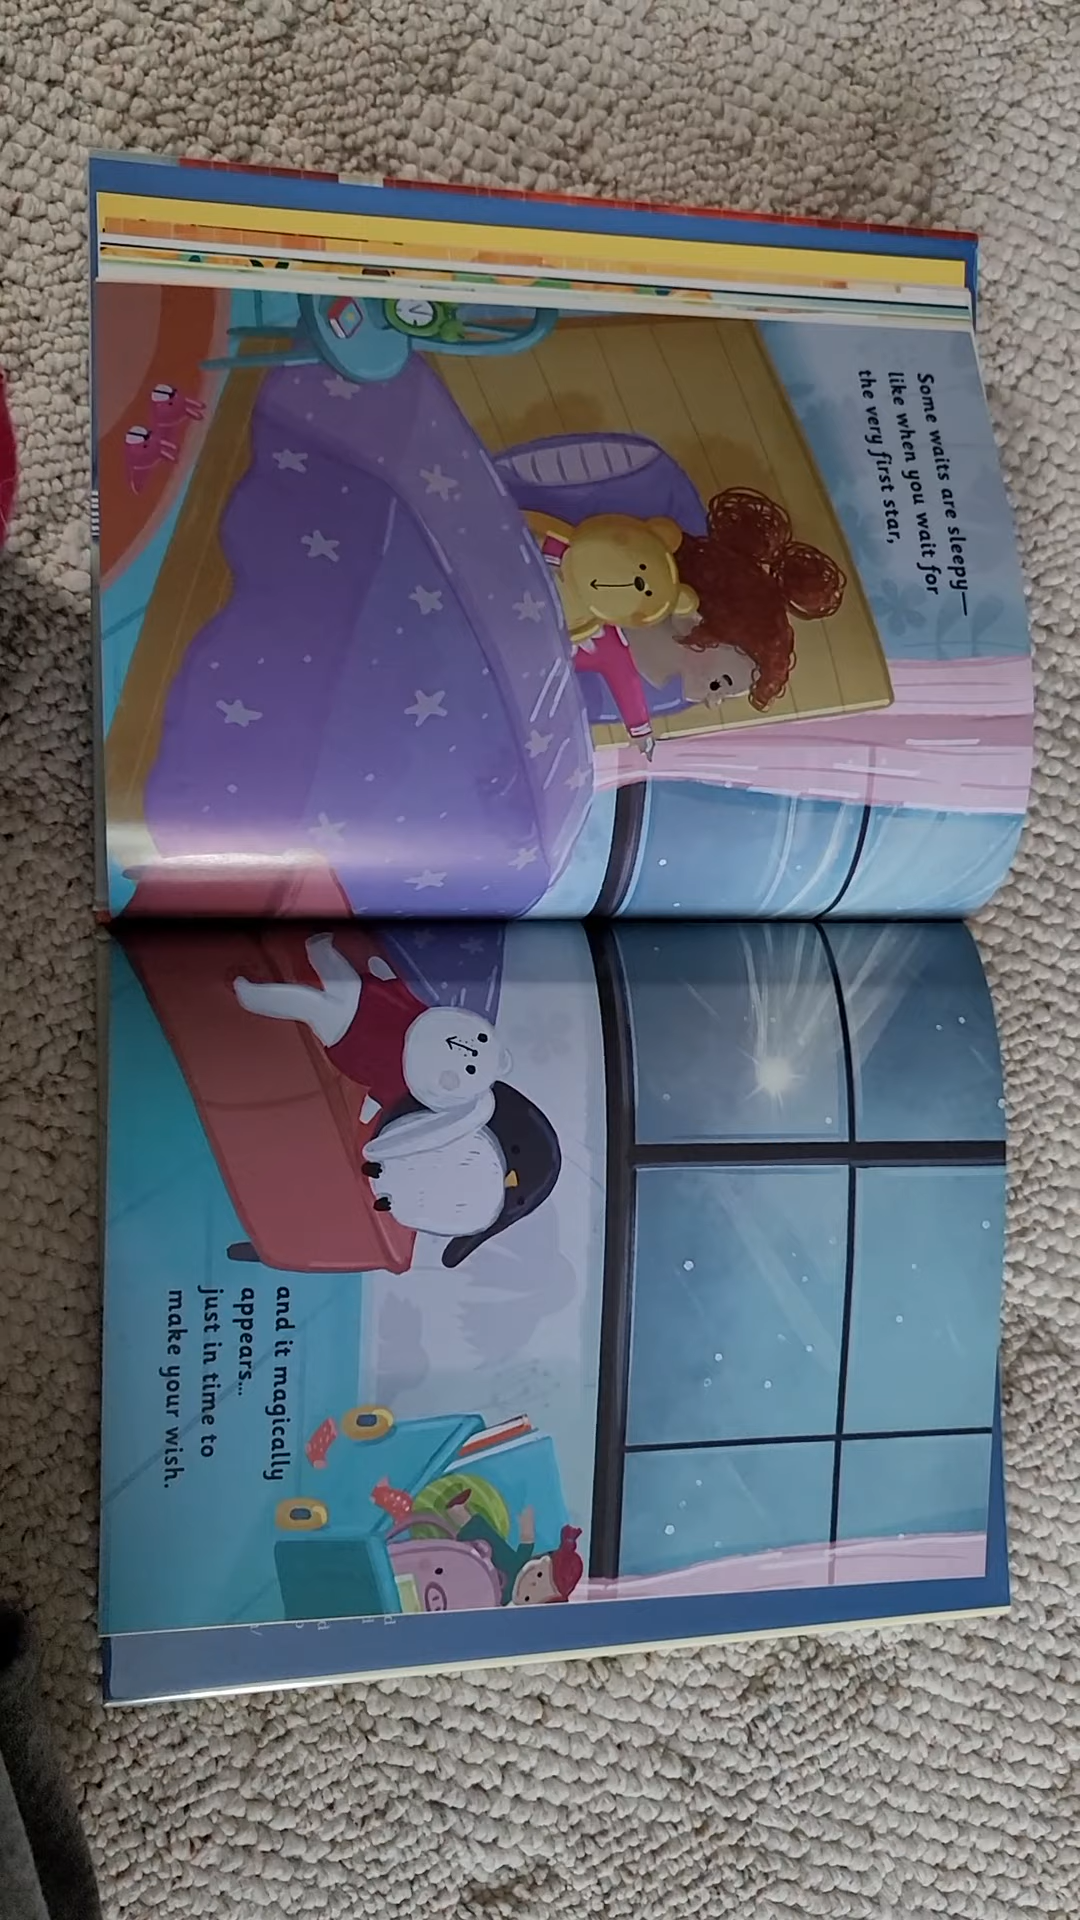 Some waits are sleepy—
like when you wait for
the very first star,
and it magically
appears...
just in time to
make your wish.